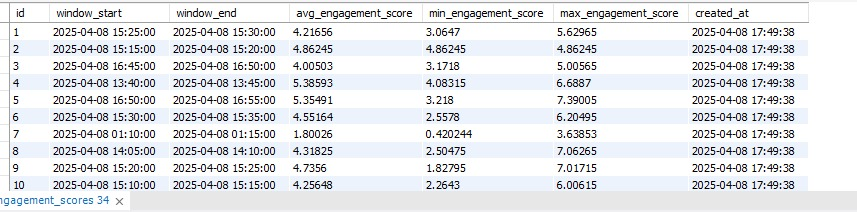 id window_start window_end avg_engagement_score min_engagement_score max_engagement_score created_at
1 2025-04-08 15:25:00 2025-04-08 15:30:00 4.21656 3.0647 5.62965 2025-04-08 17:49:38
2 2025-04-08 15:15:00 2025-04-08 15:20:00 4.86245 4.86245 4.86245 2025-04-08 17:49:38
3 2025-04-08 16:45:00 2025-04-08 16:50:00 4.00503 3.1718 5.00565 2025-04-08 17:49:38
4 2025-04-08 13:40:00 2025-04-08 13:45:00 5.38593 4.08315 6.6887 2025-04-08 17:49:38
5 2025-04-08 16:50:00 2025-04-08 16:55:00 5.35491 3.218 7.39005 2025-04-08 17:49:38
6 2025-04-08 15:30:00 2025-04-08 15:35:00 4.55164 2.5578 6.20495 2025-04-08 17:49:38
7 2025-04-08 01:10:00 2025-04-08 01:15:00 1.80026 0.420244 3.63853 2025-04-08 17:49:38
8 2025-04-08 14:05:00 2025-04-08 14:10:00 4.31825 2.50475 7.06265 2025-04-08 17:49:38
9 2025-04-08 15:20:00 2025-04-08 15:25:00 4.7356 1.82795 7.01715 2025-04-08 17:49:38
10 2025-04-08 15:10:00 2025-04-08 15:15:00 4.25648 2.2643 6.00615 2025-04-08 17:49:38
ngagement_scores 34